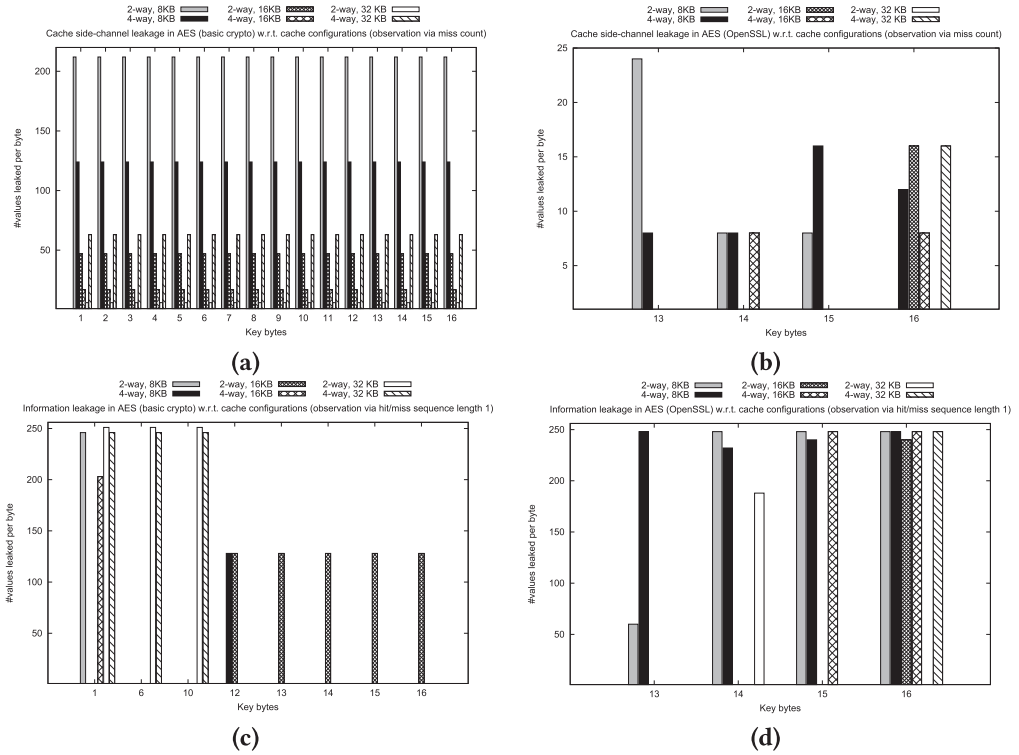 2-way, 8KB 2-way, 16KB 2-way, 32 KB
4-way, 8KB 4-way, 16KB 4-way, 32 KB
Cache side-channel leakage in AES (basic crypto) w.r.t. cache configurations (observation via miss count)
200
150
100
50
#values leaked per byte
1 2 3 4 5 6 7 8 9 10 11 12 13 14 15 16
Key bytes
(a)
2-way, 8KB 2-way, 16KB 2-way, 32 KB
4-way, 8KB 4-way, 16KB 4-way, 32 KB
Cache side-channel leakage in AES (OpenSSL) w.r.t. cache configurations (observation via miss count)
25
20
15
10
5
#values leaked per byte
13 14 15 16
Key bytes
(b)
2-way, 8KB 2-way, 16KB 2-way, 32 KB
4-way, 8KB 4-way, 16KB 4-way, 32 KB
Information leakage in AES (basic crypto) w.r.t. cache configurations (observation via hit/miss sequence length 1)
250
200
150
100
50
#values leaked per byte
1 6 10 12 13 14 15 16
Key bytes
(c)
2-way, 8KB 2-way, 16KB 2-way, 32 KB
4-way, 8KB 4-way, 16KB 4-way, 32 KB
Information leakage in AES (OpenSSL) w.r.t. cache configurations (observation via hit/miss sequence length 1)
250
200
150
100
50
#values leaked per byte
13 14 15 16
Key bytes
(d)